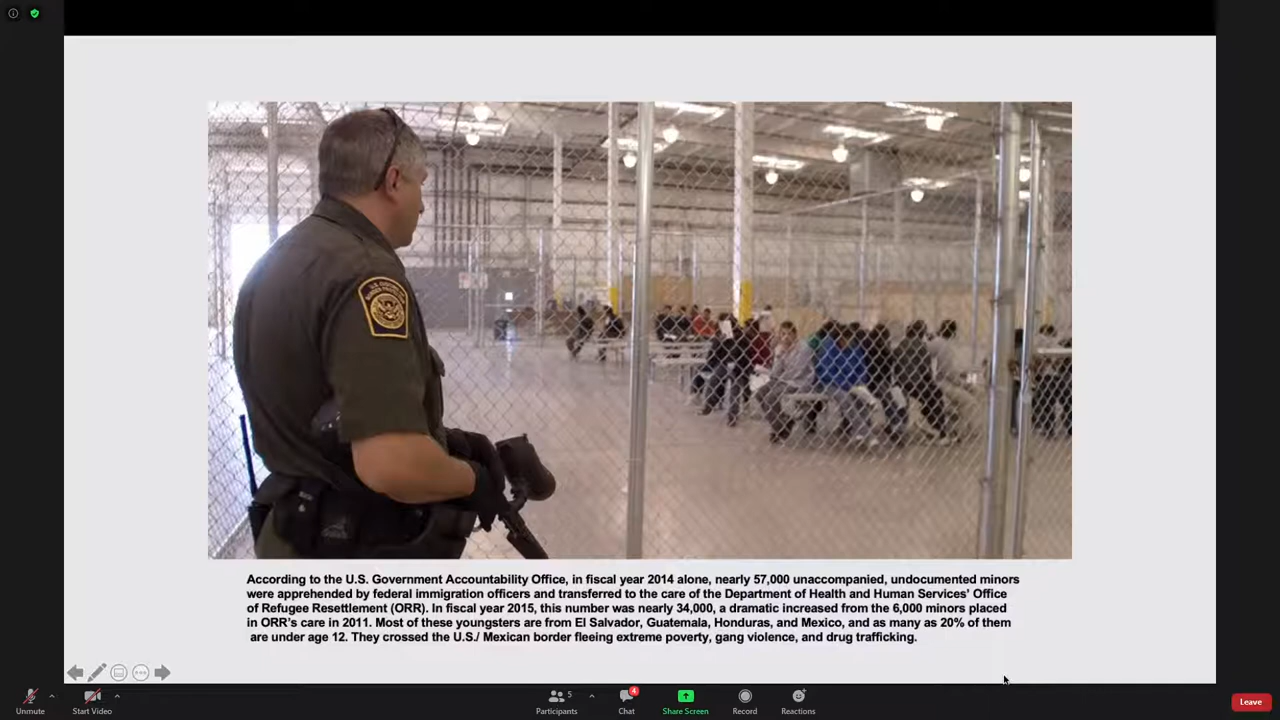 According to the U.S. Government Accountability Office, in fiscal year 2014 alone, nearly 57,000 unaccompanied, undocumented minors
were apprehended by federal immigration officers and transferred to the care of the Department of Health and Human Services' Office
of Refugee Resettlement (ORR). In fiscal year 2015, this number was nearly 34,000, a dramatic increased from the 6,000 minors placed
in ORR's care in 2011. Most of these youngsters are from El Salvador, Guatemala, Honduras, and Mexico, and as many as 20% of them
are under age 12. They crossed the U.S./ Mexican border fleeing extreme poverty, gang violence, and drug trafficking.
Unmute
Start Video
5
Participants
4
Chat
Share Screen
Record
Reactions
Leave